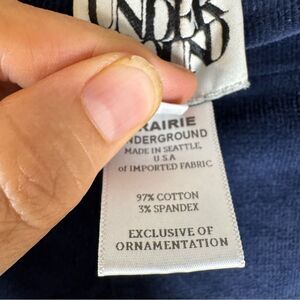 UNDER
RAIRIE
NDERGROUND
MADE IN SEATTLE,
U.S.A
of IMPORTED FABRIC
97% COTTON
3% SPANDEX
EXCLUSIVE OF
ORNAMENTATION